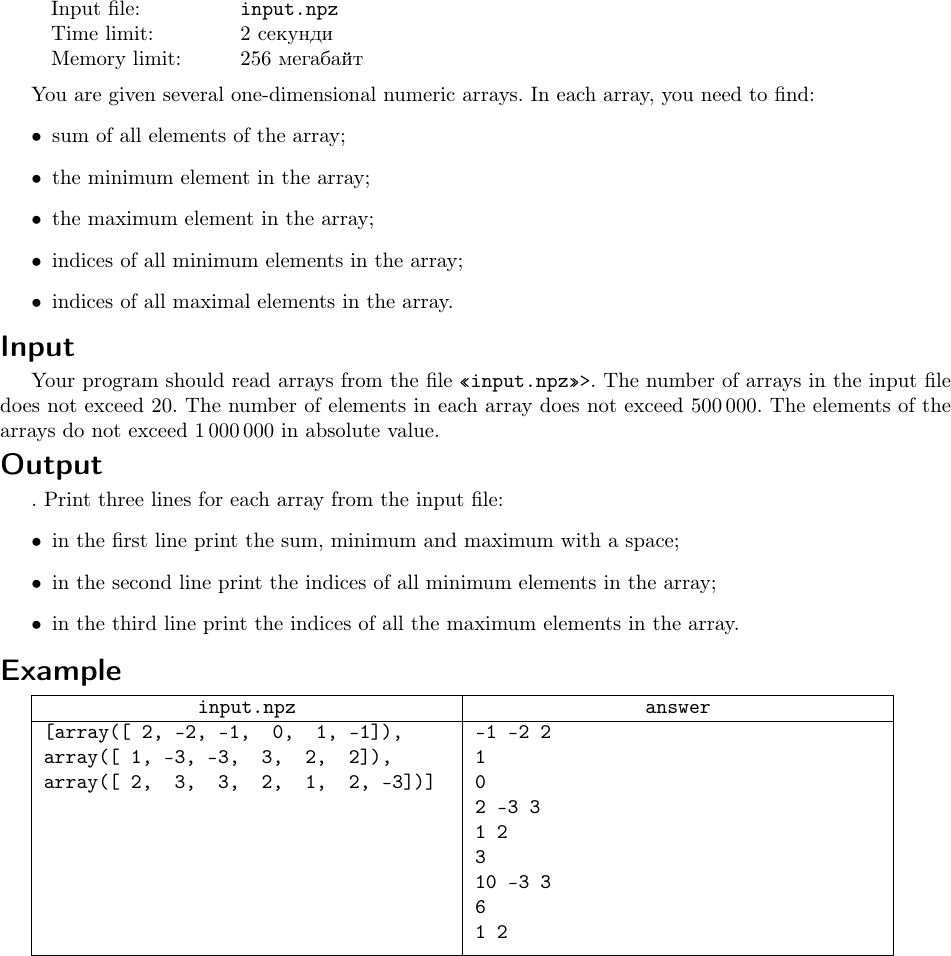 Input file: input.npz
Time limit: 2 секунди
Memory limit: 256 мегабайт
You are given several one-dimensional numeric arrays. In each array, you need to find:
• sum of all elements of the array;
• the minimum element in the array;
• the maximum element in the array;
• indices of all minimum elements in the array;
• indices of all maximal elements in the array.
Input
Your program should read arrays from the file «input.npz»>. The number of arrays in the input file
does not exceed 20. The number of elements in each array does not exceed 500 000. The elements of the
arrays do not exceed 1 000 000 in absolute value.
Output
. Print three lines for each array from the input file:
• in the first line print the sum, minimum and maximum with a space;
• in the second line print the indices of all minimum elements in the array;
• in the third line print the indices of all the maximum elements in the array.
Example
input.npz answer
[array([ 2, -2, -1,  0,  1, -1]), -1 -2 2
array([ 1, -3, -3,  3,  2,  2]), 1
array([ 2,  3,  3,  2,  1,  2, -3])] 0
2 -3 3
1 2
3
10 -3 3
6
1 2